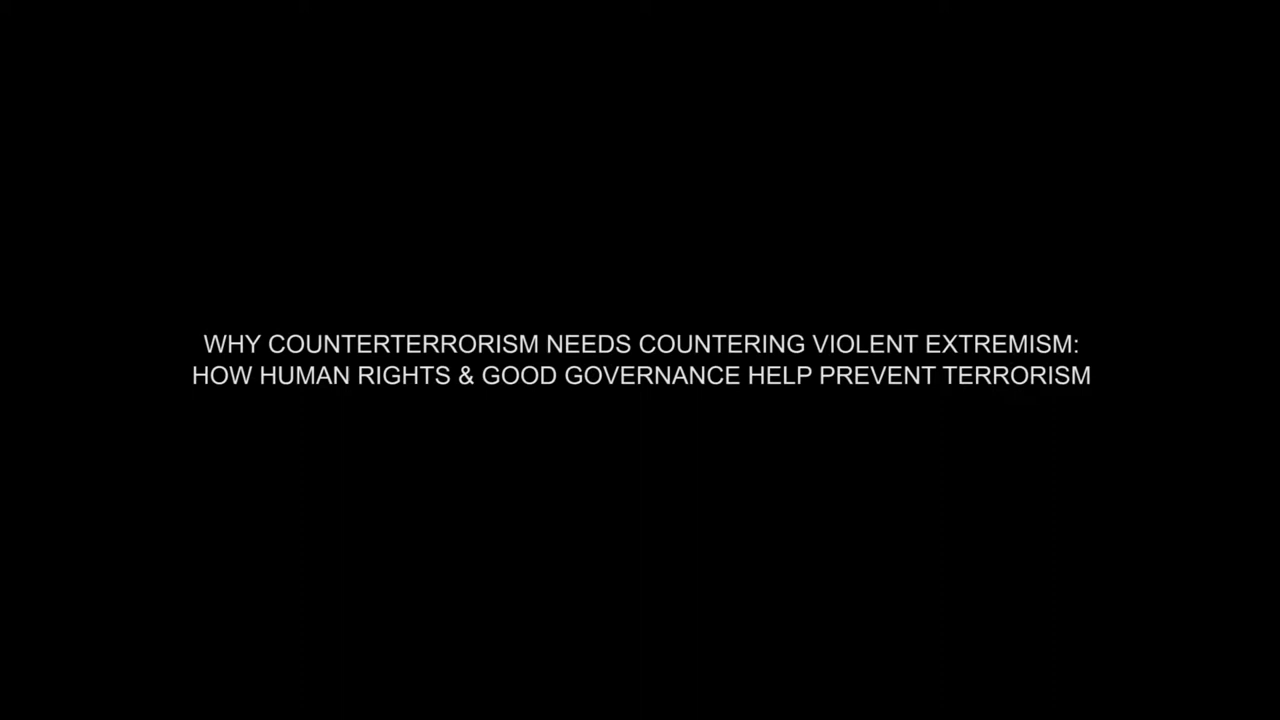 WHY COUNTERTERRORISM NEEDS COUNTERING VIOLENT EXTREMISM:
HOW HUMAN RIGHTS & GOOD GOVERNANCE HELP PREVENT TERRORISM